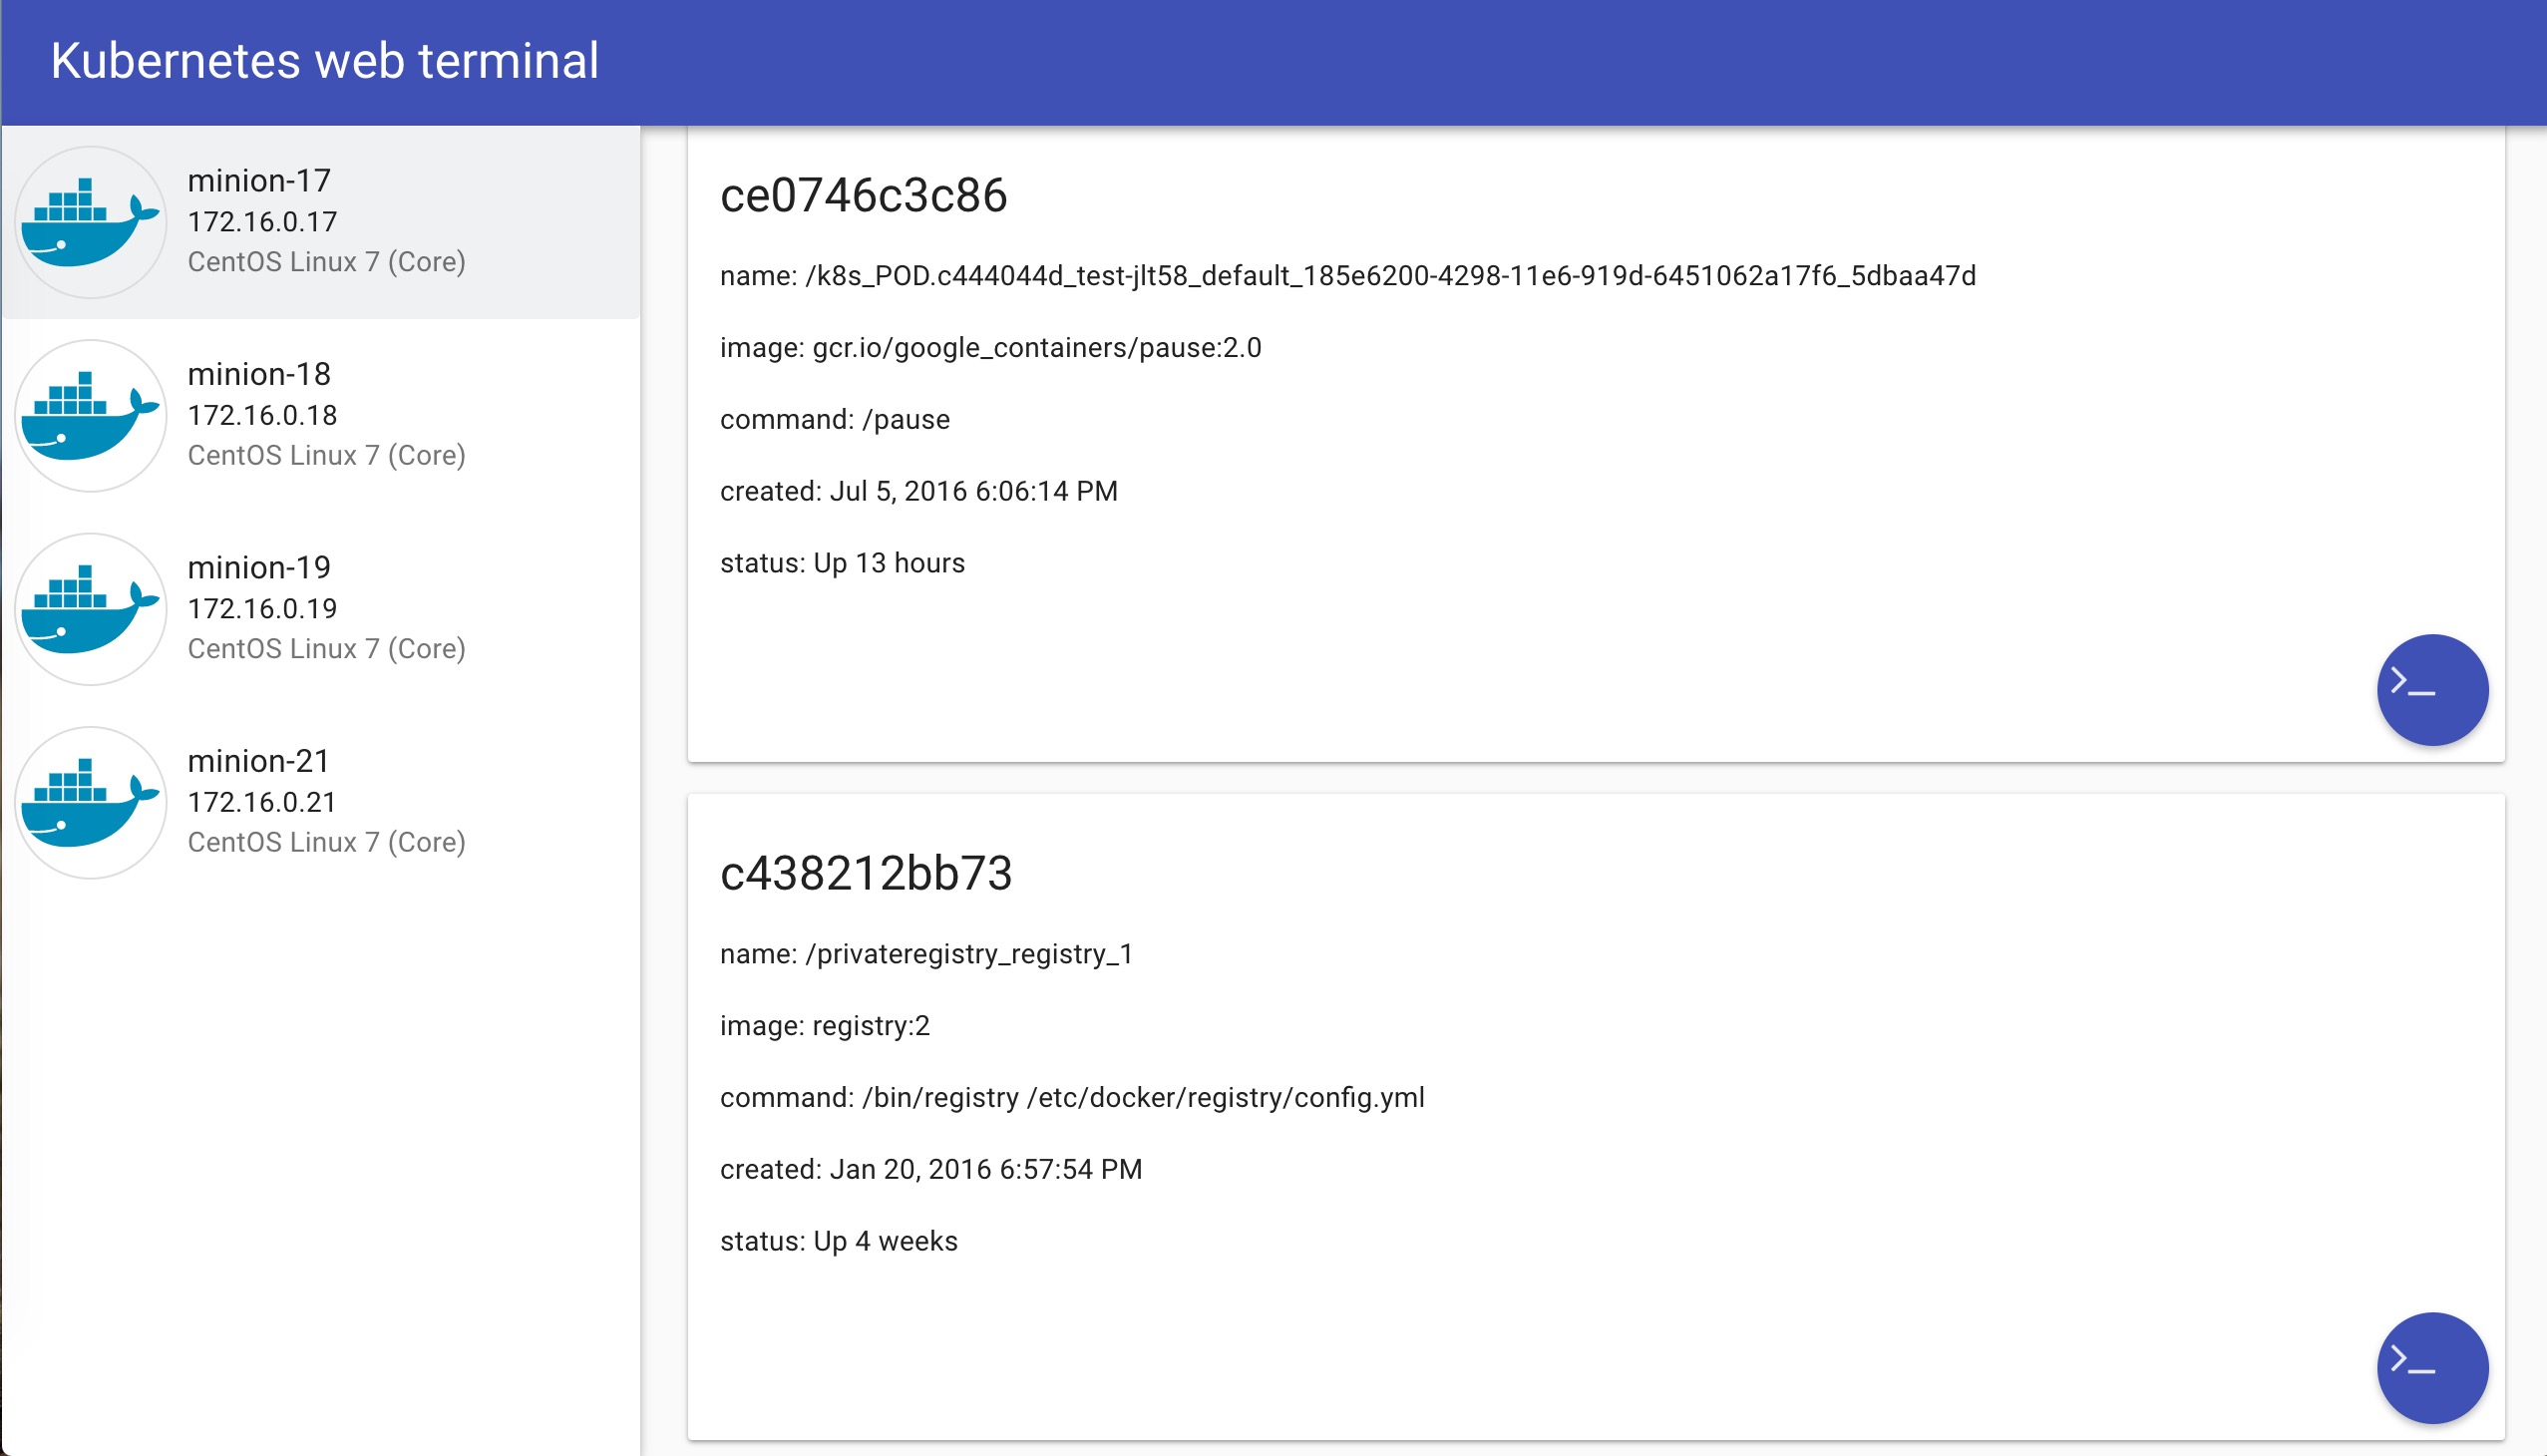 Kubernetes web terminal
minion-17
172.16.0.17
CentOS Linux 7 (Core)
minion-18
172.16.0.18
CentOS Linux 7 (Core)
minion-19
172.16.0.19
CentOS Linux 7 (Core)
minion-21
172.16.0.21
CentOS Linux 7 (Core)
ce0746c3c86
name: /k8s_POD.c444044d_test-jlt58_default_185e6200-4298-11e6-919d-6451062a17f6_5dbaa47d
image: gcr.io/google_containers/pause:2.0
command: /pause
created: Jul 5, 2016 6:06:14 PM
status: Up 13 hours
>_
c438212bb73
name: /privateregistry_registry_1
image: registry:2
command: /bin/registry /etc/docker/registry/config.yml
created: Jan 20, 2016 6:57:54 PM
status: Up 4 weeks
>_